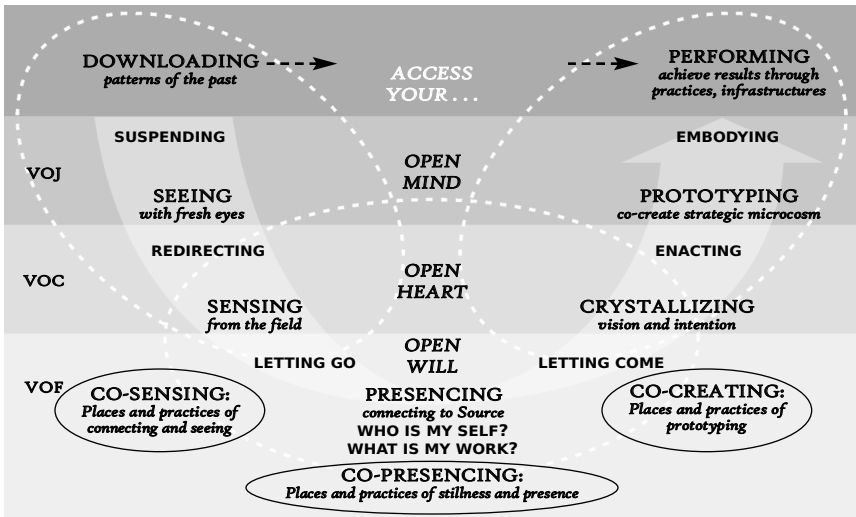 DOWNLOADING
patterns of the past
ACCESS
YOUR...
PERFORMING
achieve results through
practices, infrastructures
SUSPENDING
EMBODYING
VOJ
OPEN
MIND
SEEING
with fresh eyes
PROTOTYPING
co-create strategic microcosm
REDIRECTING
ENACTING
VOC
OPEN
HEART
SENSING
from the field
CRYSTALLIZING
vision and intention
OPEN
WILL
LETTING GO
LETTING COME
VOF
CO-SENSING:
Places and practices of
connecting and seeing
PRESENCING
connecting to Source
WHO IS MY SELF?
WHAT IS MY WORK?
CO-CREATING:
Places and practices of
prototyping
CO-PRESENCING:
Places and practices of stillness and presence